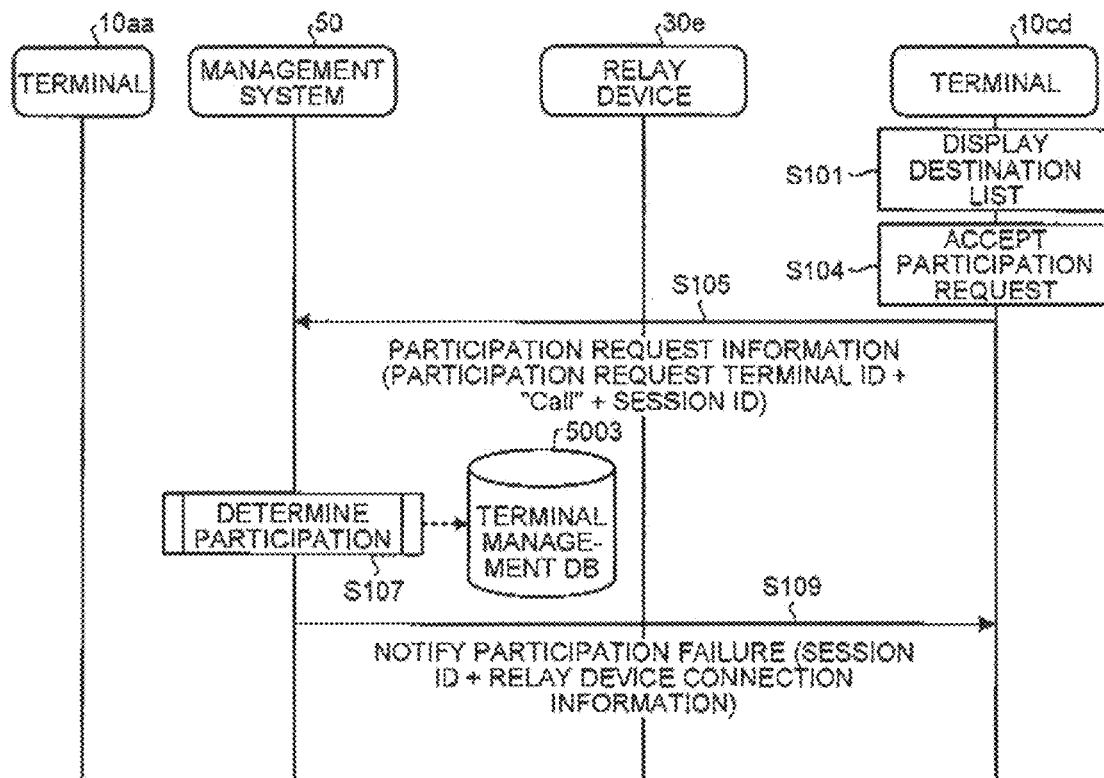 10aa
50
30e
10cd
TERMINAL
MANAGEMENT
SYSTEM
RELAY
DEVICE
TERMINAL
S101
DISPLAY
DESTINATION
LIST
S104
ACCEPT
PARTICIPATION
REQUEST
S105
PARTICIPATION REQUEST INFORMATION
(PARTICIPATION REQUEST TERMINAL ID +
"Call" + SESSION ID)
5003
DETERMINE
PARTICIPATION
TERMINAL
MANAGE-
MENT DB
S107
S109
NOTIFY PARTICIPATION FAILURE (SESSION
ID + RELAY DEVICE CONNECTION
INFORMATION)